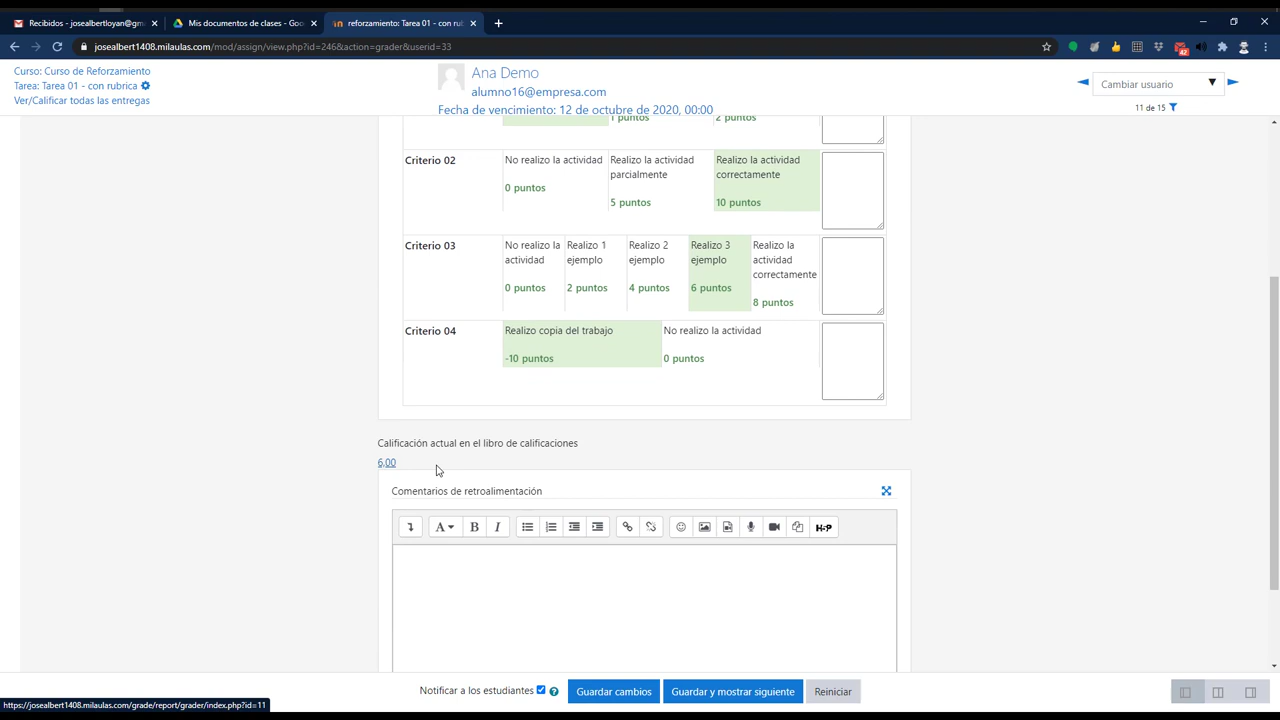 Recibidos - josealbertloyan@gm
Mis documentos de clases - Goo
reforzamiento: Tarea 01 - con rub
josealbert1408.milaulas.com/mod/assign/view.php?id=246&action=grader&userid=33
42
Curso: Curso de Reforzamiento
Tarea: Tarea 01 - con rubrica
Ver/Calificar todas las entregas
Ana Demo
alumno16@empresa.com
Fecha de vencimiento: 12 de octubre de 2020, 00:00
Cambiar usuario
11 de 15
1 puntos
2 puntos
Criterio 02
No realizo la actividad
0 puntos
Realizo la actividad
parcialmente
5 puntos
Realizo la actividad
correctamente
10 puntos
Criterio 03
No realizo la
actividad
0 puntos
Realizo 1
ejemplo
2 puntos
Realizo 2
ejemplo
4 puntos
Realizo 3
ejemplo
6 puntos
Realizo la
actividad
correctamente
8 puntos
Criterio 04
Realizo copia del trabajo
-10 puntos
No realizo la actividad
0 puntos
Calificación actual en el libro de calificaciones
6,00
Comentarios de retroalimentación
A B I
H-P
Notificar a los estudiantes
Guardar cambios
Guardar y mostrar siguiente
Reiniciar
https://josealbert1408.milaulas.com/grade/report/grader/index.php?id=11